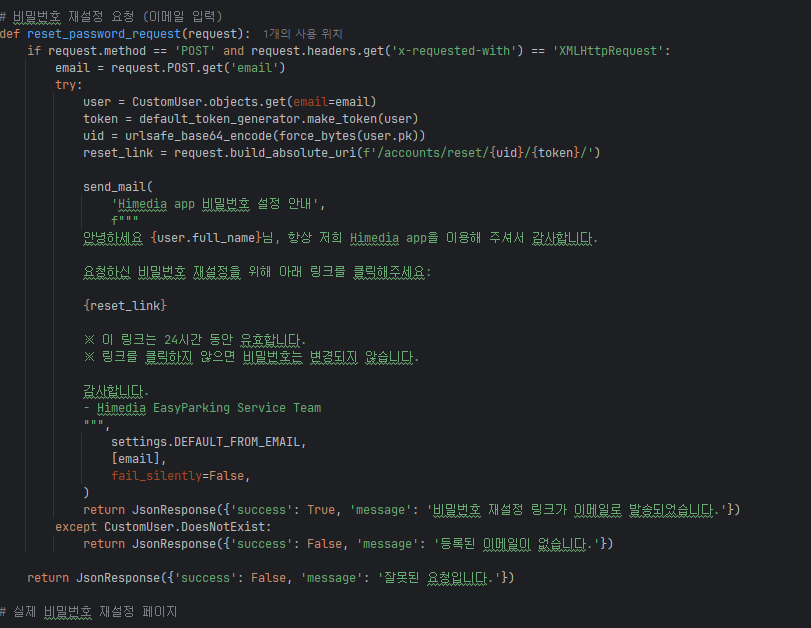 # 비밀번호 재설정 요청 (이메일 입력)
def reset_password_request(request):  1개의 사용 위치
    if request.method == 'POST' and request.headers.get('x-requested-with') == 'XMLHttpRequest':
        email = request.POST.get('email')
        try:
            user = CustomUser.objects.get(email=email)
            token = default_token_generator.make_token(user)
            uid = urlsafe_base64_encode(force_bytes(user.pk))
            reset_link = request.build_absolute_uri(f'/accounts/reset/{uid}/{token}/')

            send_mail(
                'Himedia app 비밀번호 설정 안내',
                f"""
            안녕하세요 {user.full_name}님, 항상 저희 Himedia app을 이용해 주셔서 감사합니다.

            요청하신 비밀번호 재설정을 위해 아래 링크를 클릭해주세요:

            {reset_link}

            ※ 이 링크는 24시간 동안 유효합니다.
            ※ 링크를 클릭하지 않으면 비밀번호는 변경되지 않습니다.

            감사합니다.
            - Himedia EasyParking Service Team
            """,
                settings.DEFAULT_FROM_EMAIL,
                [email],
                fail_silently=False,
            )
            return JsonResponse({'success': True, 'message': '비밀번호 재설정 링크가 이메일로 발송되었습니다.'})
        except CustomUser.DoesNotExist:
            return JsonResponse({'success': False, 'message': '등록된 이메일이 없습니다.'})

    return JsonResponse({'success': False, 'message': '잘못된 요청입니다.'})

# 실제 비밀번호 재설정 페이지